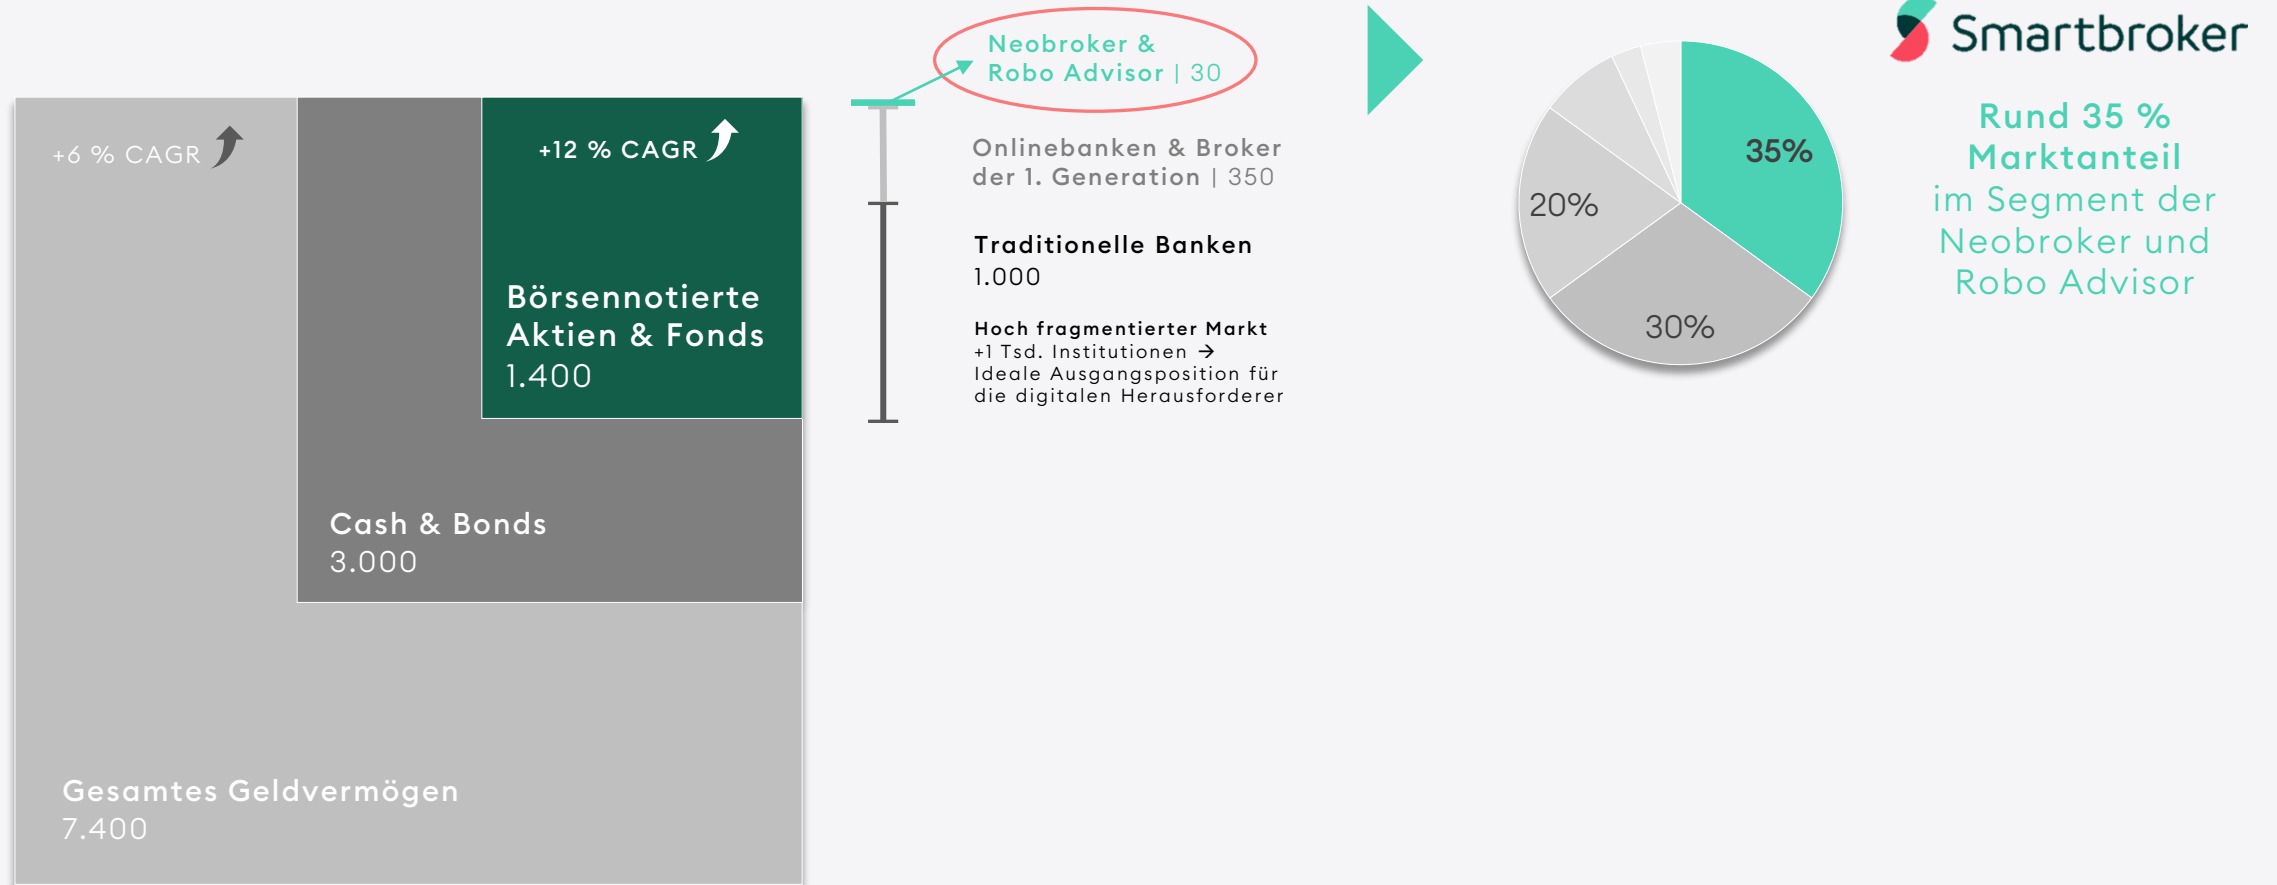 +6 % CAGR
+12 % CAGR
Börsennotierte
Aktien & Fonds
1.400
Cash & Bonds
3.000
Gesamtes Geldvermögen
7.400
Neobroker &
Robo Advisor | 30
Onlinebanken & Broker
der 1. Generation | 350
Traditionelle Banken
1.000
Hoch fragmentierter Markt
+1 Tsd. Institutionen →
Ideale Ausgangsposition für
die digitalen Herausforderer
35%
20%
30%
Smartbroker
Rund 35 %
Marktanteil
im Segment der
Neobroker und
Robo Advisor